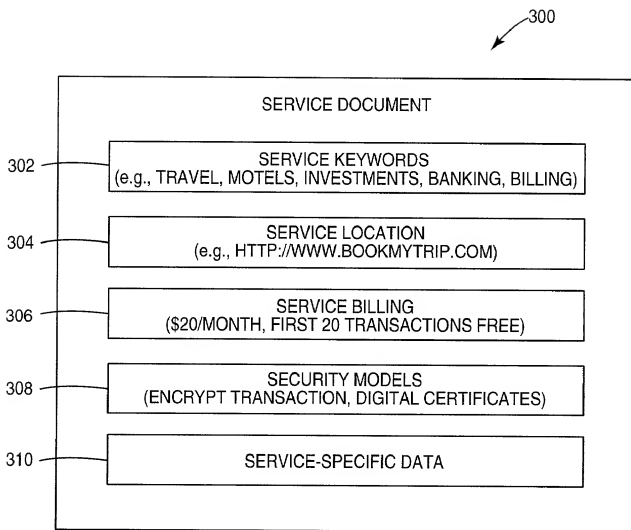 300
SERVICE DOCUMENT
302
SERVICE KEYWORDS
(e.g., TRAVEL, MOTELS, INVESTMENTS, BANKING, BILLING)
304
SERVICE LOCATION
(e.g., HTTP://WWW.BOOKMYTRIP.COM)
306
SERVICE BILLING
($20/MONTH, FIRST 20 TRANSACTIONS FREE)
308
SECURITY MODELS
(ENCRYPT TRANSACTION, DIGITAL CERTIFICATES)
310
SERVICE-SPECIFIC DATA